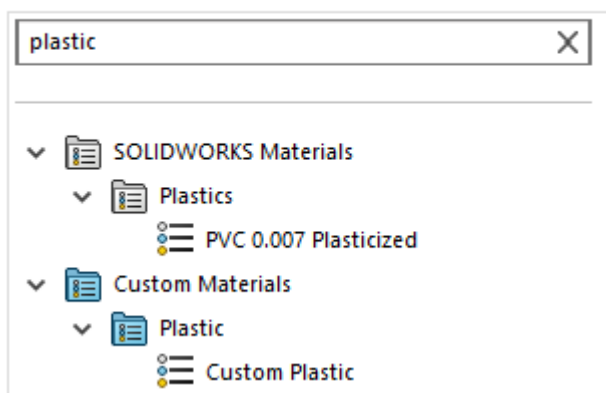 plastic
SOLIDWORKS Materials
Plastics
PVC 0.007 Plasticized
Custom Materials
Plastic
Custom Plastic